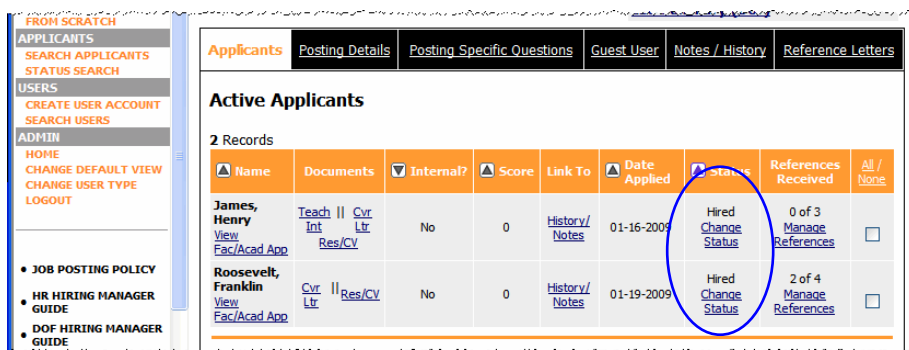 FROM SCRATCH
APPLICANTS
SEARCH APPLICANTS
STATUS SEARCH
USERS
CREATE USER ACCOUNT
SEARCH USERS
ADMIN
HOME
CHANGE DEFAULT VIEW
CHANGE USER TYPE
LOGOUT
• JOB POSTING POLICY
• HR HIRING MANAGER
GUIDE
• DOF HIRING MANAGER
GUIDE
Applicants Posting Details Posting Specific Questions Guest User Notes / History Reference Letters
Active Applicants
2 Records
Name Documents Internal? Score Link To Date Applied Status References Received All / None
James,
Henry
View
Fac/Acad App
Teach || Cvr
Int Ltr
Res/CV
No
0
History/
Notes
01-16-2009
Hired
Change
Status
0 of 3
Manage
References
Roosevelt,
Franklin
View
Fac/Acad App
Cvr || Res/CV
Ltr
No
0
History/
Notes
01-19-2009
Hired
Change
Status
2 of 4
Manage
References